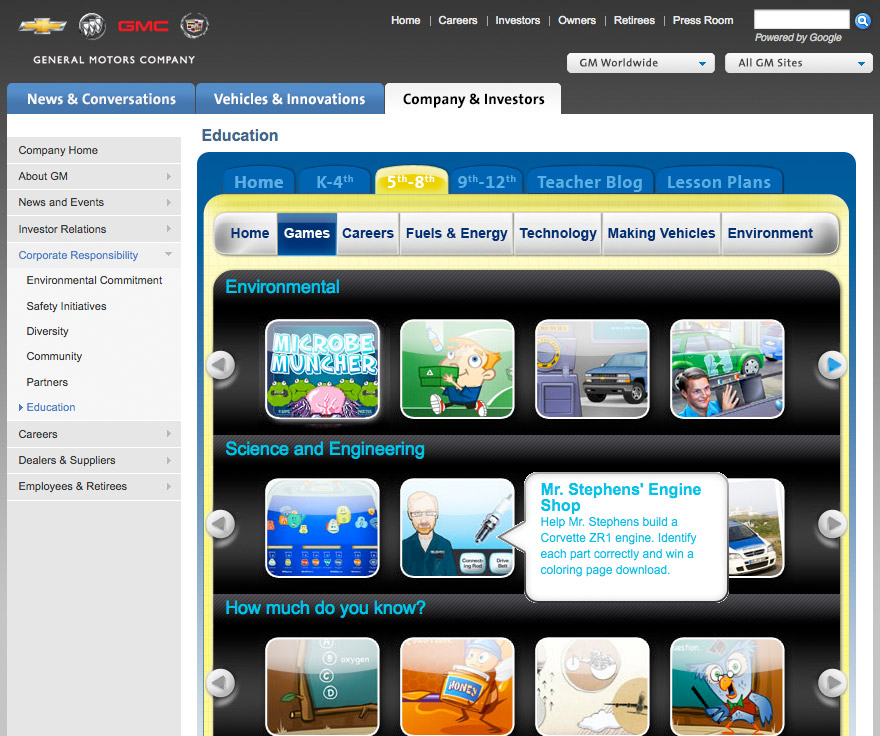 GMC
GENERAL MOTORS COMPANY
Home | Careers | Investors | Owners | Retirees | Press Room
Powered by Google
GM Worldwide
All GM Sites
News & Conversations
Vehicles & Innovations
Company & Investors
Company Home
About GM
News and Events
Investor Relations
Corporate Responsibility
Environmental Commitment
Safety Initiatives
Diversity
Community
Partners
Education
Careers
Dealers & Suppliers
Employees & Retirees
Education
Home
K-4th
5th-8th
9th-12th
Teacher Blog
Lesson Plans
Home
Games
Careers
Fuels & Energy
Technology
Making Vehicles
Environment
Environmental
MICROBE
MUNCHER
Science and Engineering
Connect-
ing Rod
Drive
Belt
Mr. Stephens' Engine
Shop
Help Mr. Stephens build a
Corvette ZR1 engine. Identify
each part correctly and win a
coloring page download.
How much do you know?
A
B oxygen
C
D
HONEY